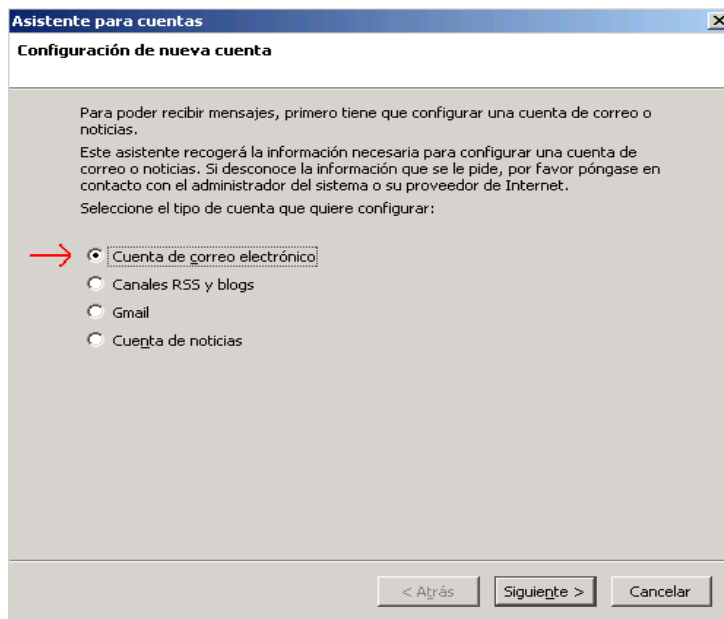 Asistente para cuentas
Configuración de nueva cuenta
Para poder recibir mensajes, primero tiene que configurar una cuenta de correo o
noticias.
Este asistente recogerá la información necesaria para configurar una cuenta de
correo o noticias. Si desconoce la información que se le pide, por favor póngase en
contacto con el administrador del sistema o su proveedor de Internet.
Seleccione el tipo de cuenta que quiere configurar:
Cuenta de correo electrónico
Canales RSS y blogs
Gmail
Cuenta de noticias
< Atrás Siguiente > Cancelar